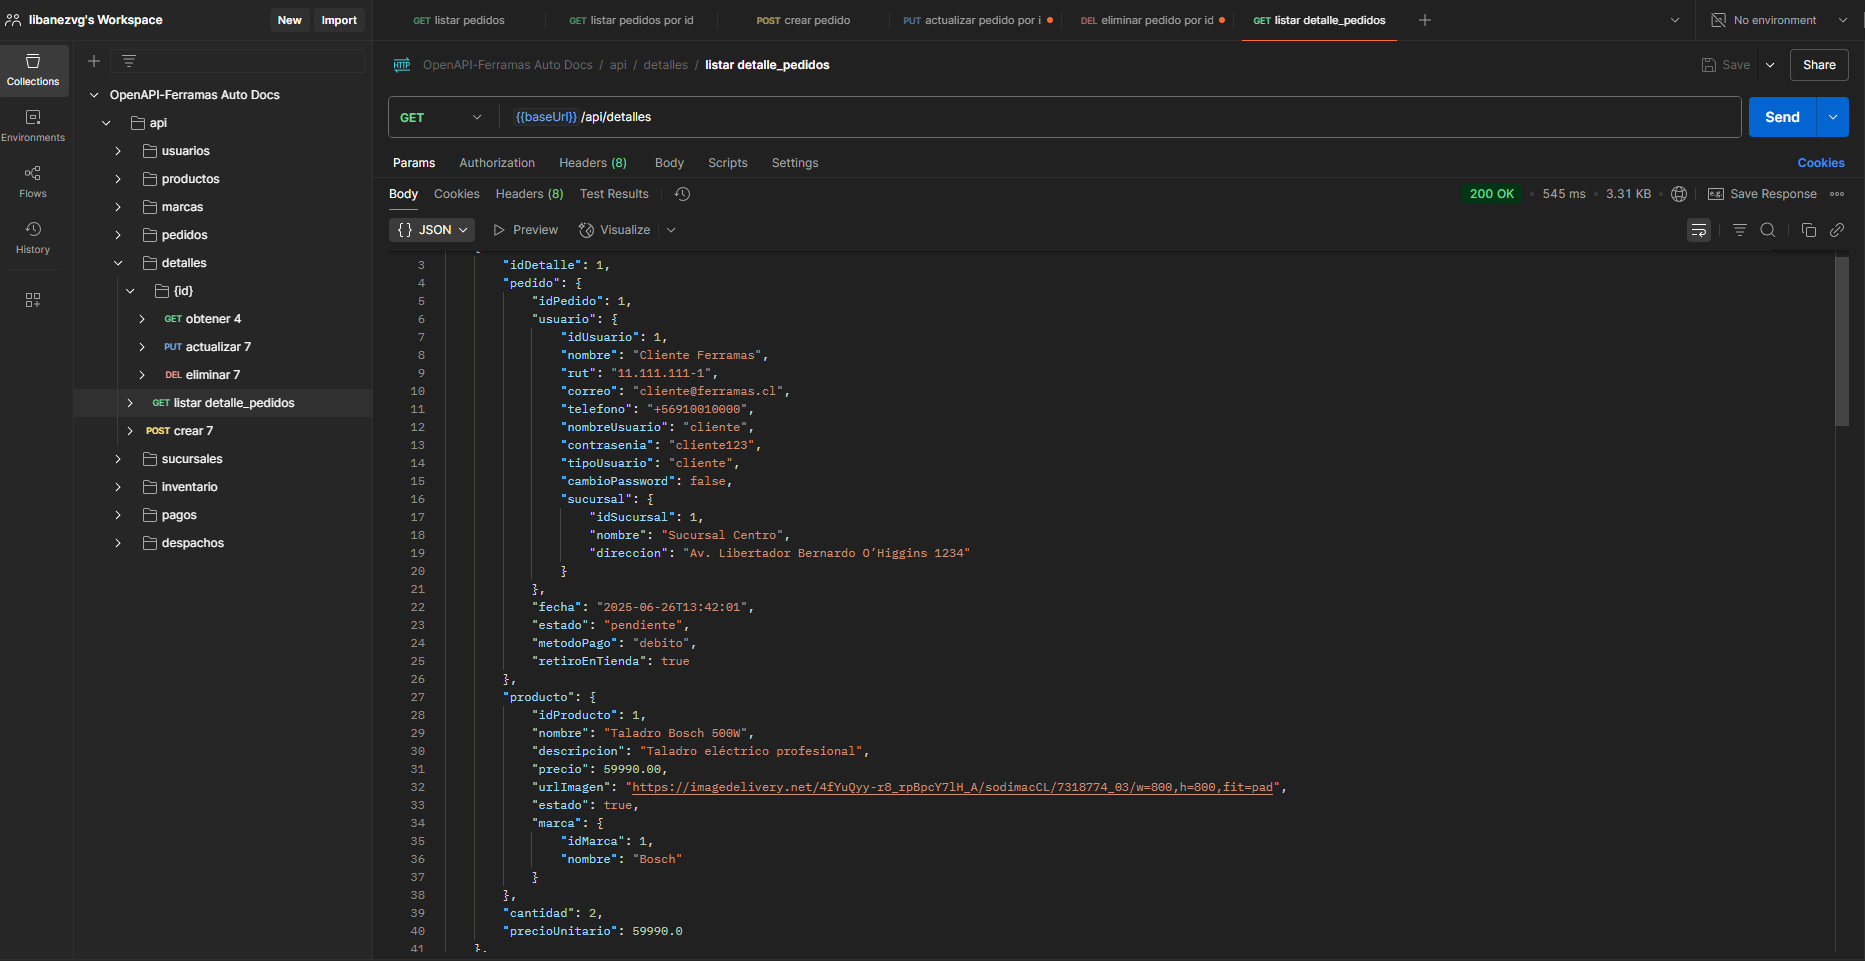 libanezvg's Workspace
New
Import
GET listar pedidos
GET listar pedidos por id
POST crear pedido
PUT actualizar pedido por i
DEL eliminar pedido por id
GET listar detalle_pedidos
No environment
Collections
Environments
Flows
History
OpenAPI-Ferramas Auto Docs
api
usuarios
productos
marcas
pedidos
detalles
{id}
GET obtener 4
PUT actualizar 7
DEL eliminar 7
GET listar detalle_pedidos
POST crear 7
sucursales
inventario
pagos
despachos
HTTP OpenAPI-Ferramas Auto Docs / api / detalles / listar detalle_pedidos
Save
Share
GET
{{baseUrl}} /api/detalles
Send
Params Authorization Headers (8) Body Scripts Settings
Cookies
Body Cookies Headers (8) Test Results
200 OK • 545 ms • 3.31 KB
e.g. Save Response
{} JSON
Preview
Visualize
3 "idDetalle": 1,
4 "pedido": {
5 "idPedido": 1,
6 "usuario": {
7 "idUsuario": 1,
8 "nombre": "Cliente Ferramas",
9 "rut": "11.111.111-1",
10 "correo": "cliente@ferramas.cl",
11 "telefono": "+56910010000",
12 "nombreUsuario": "cliente",
13 "contrasenia": "cliente123",
14 "tipoUsuario": "cliente",
15 "cambioPassword": false,
16 "sucursal": {
17 "idSucursal": 1,
18 "nombre": "Sucursal Centro",
19 "direccion": "Av. Libertador Bernardo O’Higgins 1234"
20 }
21 },
22 "fecha": "2025-06-26T13:42:01",
23 "estado": "pendiente",
24 "metodoPago": "debito",
25 "retiroEnTienda": true
26 },
27 "producto": {
28 "idProducto": 1,
29 "nombre": "Taladro Bosch 500W",
30 "descripcion": "Taladro eléctrico profesional",
31 "precio": 59990.00,
32 "urlImagen": "https://imagedelivery.net/4fYuQyy-r8_rpBpcY7lH_A/sodimacCL/7318774_03/w=800,h=800,fit=pad",
33 "estado": true,
34 "marca": {
35 "idMarca": 1,
36 "nombre": "Bosch"
37 }
38 },
39 "cantidad": 2,
40 "precioUnitario": 59990.0
41 },